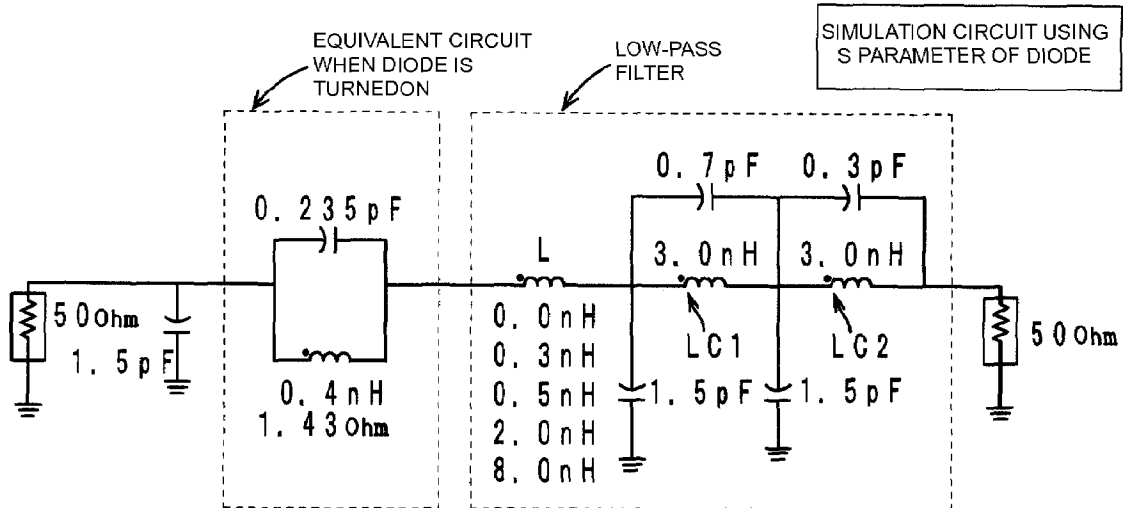 EQUIVALENT CIRCUIT
WHEN DIODE IS
TURNEDON
LOW-PASS
FILTER
SIMULATION CIRCUIT USING
S PARAMETER OF DIODE
0.7pF
0.3pF
0.235pF
L
3.0nH
3.0nH
50Ohm
1.5pF
0.4nH
1.43Ohm
0.0nH
0.3nH
0.5nH
2.0nH
8.0nH
LC1
LC2
1.5pF
1.5pF
50Ohm